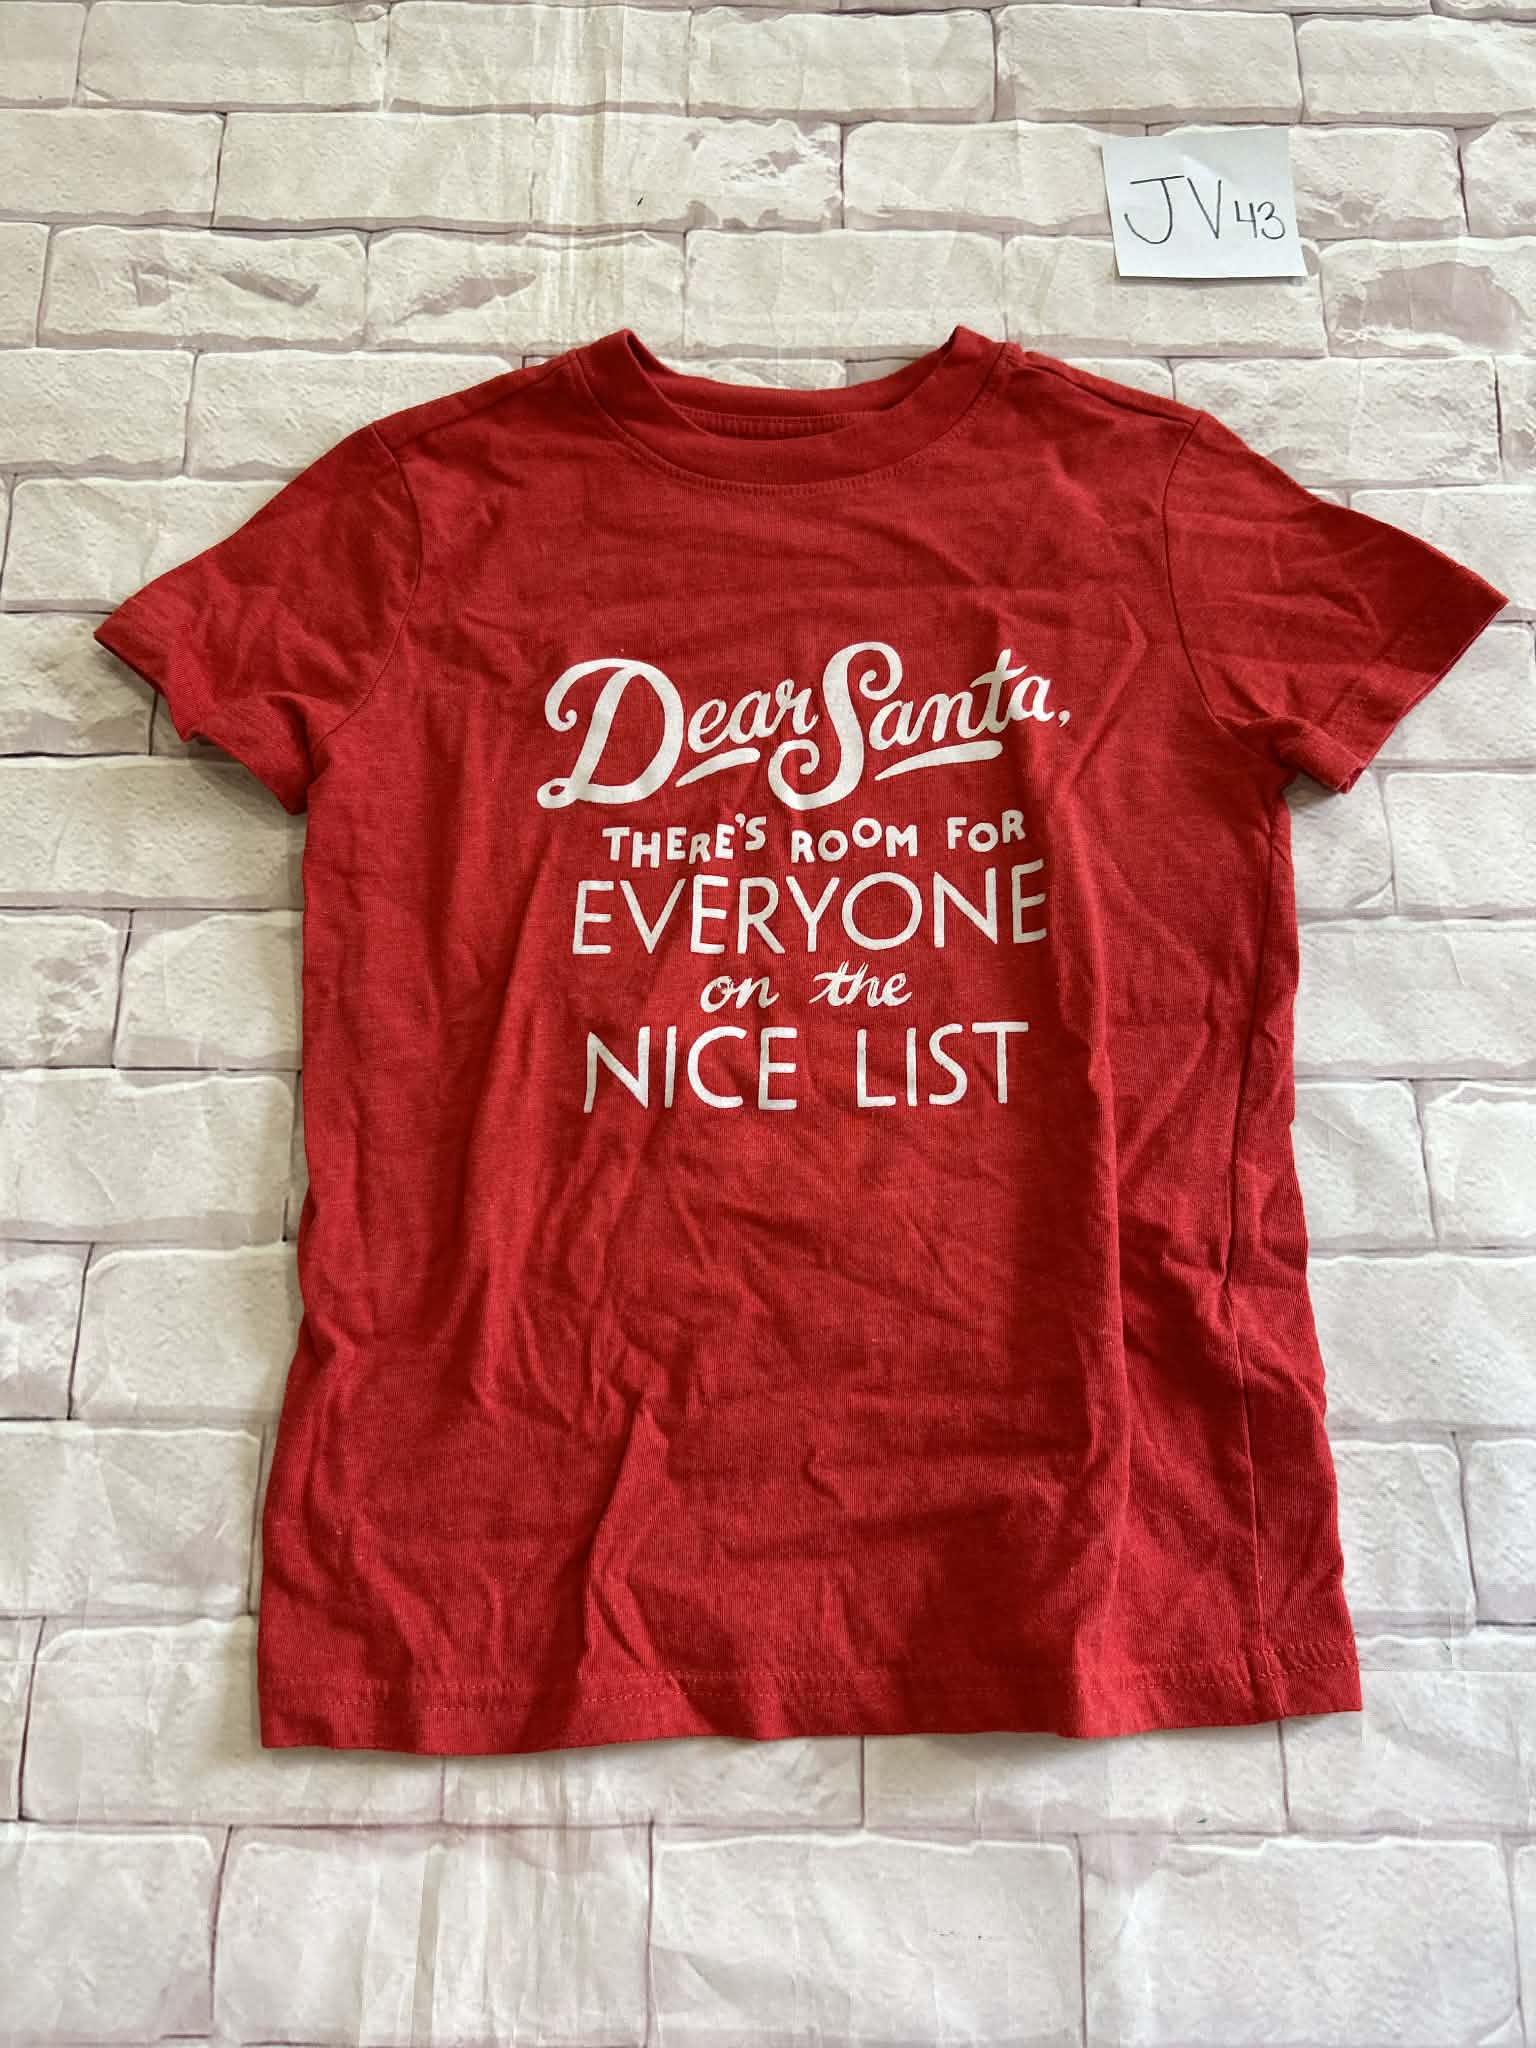 JV43
Dear Santa,
THERE'S ROOM FOR
EVERYONE
on the
NICE LIST